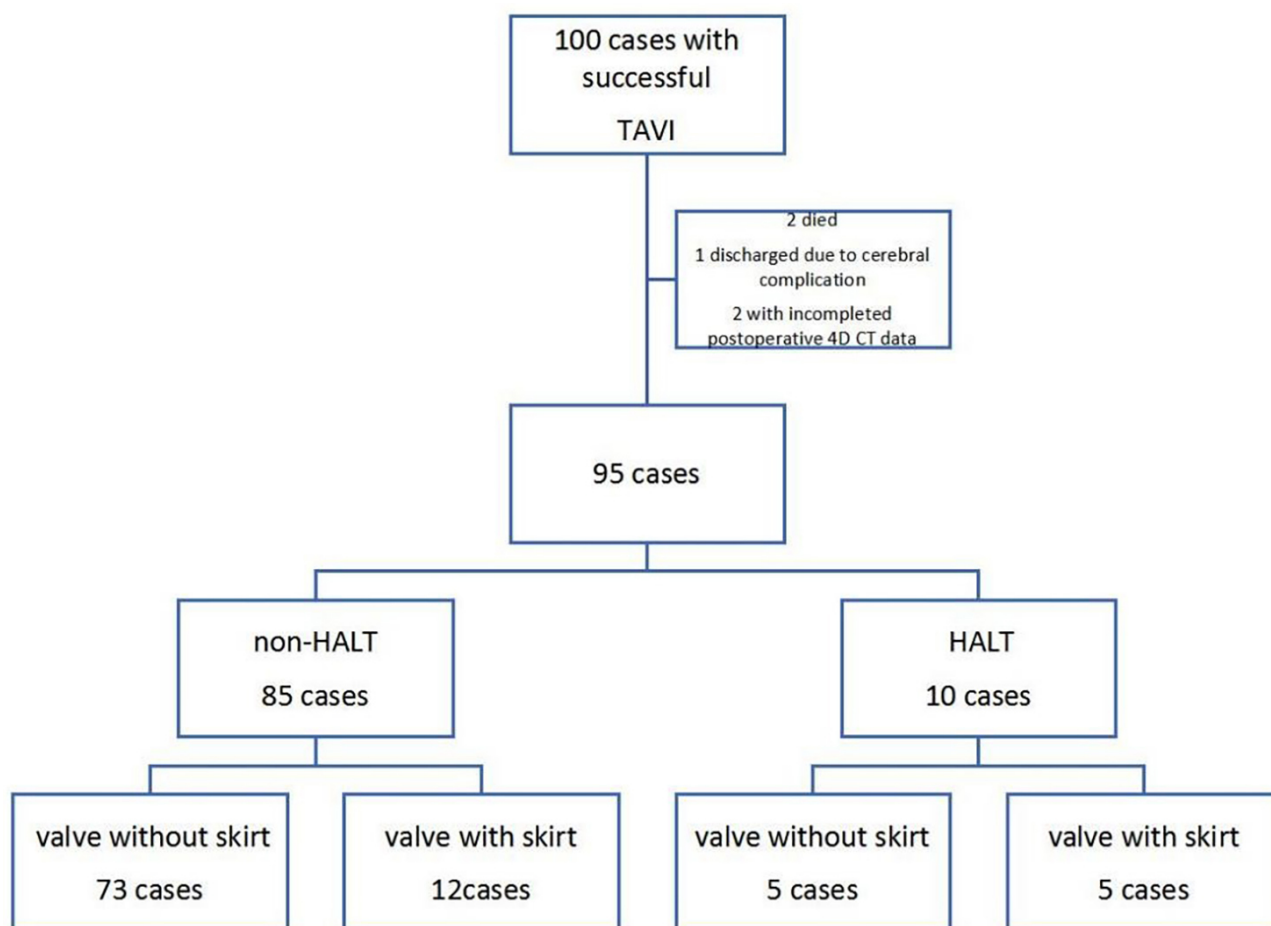 100 cases with
successful
TAVI
2 died
1 discharged due to cerebral
complication
2 with incompleted
postoperative 4D CT data
95 cases
non-HALT
85 cases
HALT
10 cases
valve without skirt
73 cases
valve with skirt
12cases
valve without skirt
5 cases
valve with skirt
5 cases